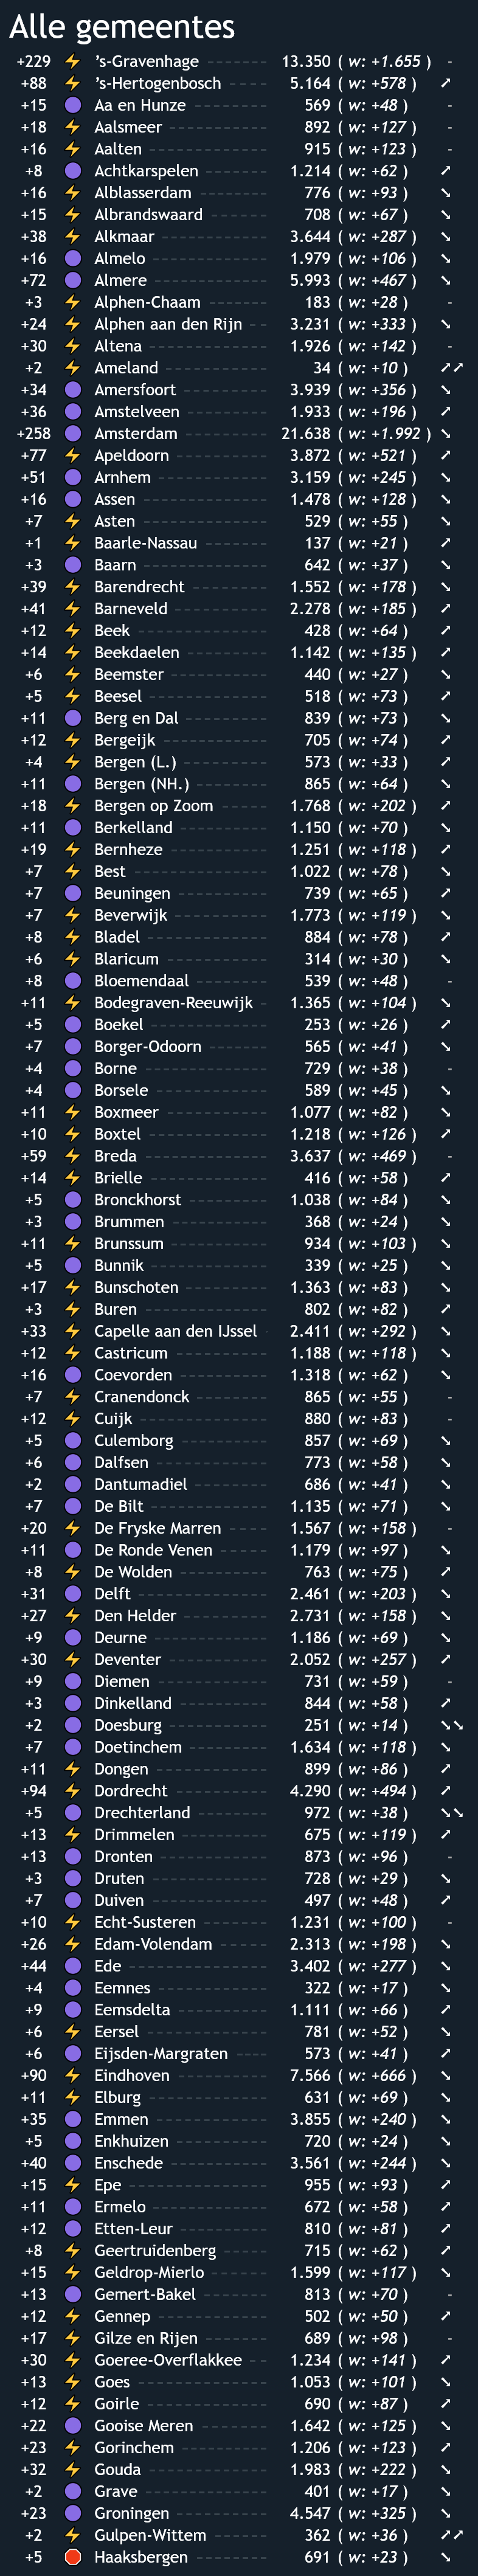 Alle gemeentes
+229 ’s-Gravenhage 13.350 ( w: +1.655 ) -
+88 ’s-Hertogenbosch 5.164 ( w: +578 ) ➚
+15 Aa en Hunze 569 ( w: +48 ) -
+18 Aalsmeer 892 ( w: +127 ) -
+16 Aalten 915 ( w: +123 ) -
+8 Achtkarspelen 1.214 ( w: +62 ) ➚
+16 Alblasserdam 776 ( w: +93 ) ➘
+15 Albrandswaard 708 ( w: +67 ) ➘
+38 Alkmaar 3.644 ( w: +287 ) ➘
+16 Almelo 1.979 ( w: +106 ) ➘
+72 Almere 5.993 ( w: +467 ) ➘
+3 Alphen-Chaam 183 ( w: +28 ) -
+24 Alphen aan den Rijn 3.231 ( w: +333 ) ➘
+30 Altena 1.926 ( w: +142 ) -
+2 Ameland 34 ( w: +10 ) ➚➚
+34 Amersfoort 3.939 ( w: +356 ) ➘
+36 Amstelveen 1.933 ( w: +196 ) ➚
+258 Amsterdam 21.638 ( w: +1.992 ) ➘
+77 Apeldoorn 3.872 ( w: +521 ) ➚
+51 Arnhem 3.159 ( w: +245 ) ➘
+16 Assen 1.478 ( w: +128 ) ➘
+7 Asten 529 ( w: +55 ) ➘
+1 Baarle-Nassau 137 ( w: +21 ) ➚
+3 Baarn 642 ( w: +37 ) ➘
+39 Barendrecht 1.552 ( w: +178 ) ➘
+41 Barneveld 2.278 ( w: +185 ) ➚
+12 Beek 428 ( w: +64 ) ➚
+14 Beekdaelen 1.142 ( w: +135 ) ➚
+6 Beemster 440 ( w: +27 ) ➘
+5 Beesel 518 ( w: +73 ) ➚
+11 Berg en Dal 839 ( w: +73 ) ➘
+12 Bergeijk 705 ( w: +74 ) ➚
+4 Bergen (L.) 573 ( w: +33 ) ➚
+11 Bergen (NH.) 865 ( w: +64 ) ➘
+18 Bergen op Zoom 1.768 ( w: +202 ) ➚
+11 Berkelland 1.150 ( w: +70 ) ➘
+19 Bernheze 1.251 ( w: +118 ) ➚
+7 Best 1.022 ( w: +78 ) ➘
+7 Beuningen 739 ( w: +65 ) ➚
+7 Beverwijk 1.773 ( w: +119 ) ➘
+8 Bladel 884 ( w: +78 ) ➚
+6 Blaricum 314 ( w: +30 ) ➘
+8 Bloemendaal 539 ( w: +48 ) -
+11 Bodegraven-Reeuwijk 1.365 ( w: +104 ) ➘
+5 Boekel 253 ( w: +26 ) ➚
+7 Borger-Odoorn 565 ( w: +41 ) ➘
+4 Borne 729 ( w: +38 ) -
+4 Borsele 589 ( w: +45 ) ➘
+11 Boxmeer 1.077 ( w: +82 ) ➘
+10 Boxtel 1.218 ( w: +126 ) ➚
+59 Breda 3.637 ( w: +469 ) -
+14 Brielle 416 ( w: +58 ) ➚
+5 Bronckhorst 1.038 ( w: +84 ) ➘
+3 Brummen 368 ( w: +24 ) ➘
+11 Brunssum 934 ( w: +103 ) ➘
+5 Bunnik 339 ( w: +25 ) ➘
+17 Bunschoten 1.363 ( w: +83 ) ➘
+3 Buren 802 ( w: +82 ) ➚
+33 Capelle aan den IJssel 2.411 ( w: +292 ) ➘
+12 Castricum 1.188 ( w: +118 ) ➘
+16 Coevorden 1.318 ( w: +62 ) ➘
+7 Cranendonck 865 ( w: +55 ) -
+12 Cuijk 880 ( w: +83 ) -
+5 Culemborg 857 ( w: +69 ) ➘
+6 Dalfsen 773 ( w: +58 ) ➘
+2 Dantumadiel 686 ( w: +41 ) ➘
+7 De Bilt 1.135 ( w: +71 ) ➘
+20 De Fryske Marren 1.567 ( w: +158 ) -
+11 De Ronde Venen 1.179 ( w: +97 ) ➘
+8 De Wolden 763 ( w: +75 ) ➚
+31 Delft 2.461 ( w: +203 ) ➘
+27 Den Helder 2.731 ( w: +158 ) ➘
+9 Deurne 1.186 ( w: +69 ) ➘
+30 Deventer 2.052 ( w: +257 ) ➚
+9 Diemen 731 ( w: +59 ) -
+3 Dinkelland 844 ( w: +58 ) ➚
+2 Doesburg 251 ( w: +14 ) ➘➘
+7 Doetinchem 1.634 ( w: +118 ) ➘
+11 Dongen 899 ( w: +86 ) ➚
+94 Dordrecht 4.290 ( w: +494 ) ➚
+5 Drechterland 972 ( w: +38 ) ➘➘
+13 Drimmelen 675 ( w: +119 ) ➚
+13 Dronten 873 ( w: +96 ) -
+3 Druten 728 ( w: +29 ) ➘
+7 Duiven 497 ( w: +48 ) ➚
+10 Echt-Susteren 1.231 ( w: +100 ) -
+26 Edam-Volendam 2.313 ( w: +198 ) ➘
+44 Ede 3.402 ( w: +277 ) ➘
+4 Eemnes 322 ( w: +17 ) ➘
+9 Eemsdelta 1.111 ( w: +66 ) ➚
+6 Eersel 781 ( w: +52 ) ➘
+6 Eijsden-Margraten 573 ( w: +41 ) ➚
+90 Eindhoven 7.566 ( w: +666 ) ➘
+11 Elburg 631 ( w: +69 ) ➘
+35 Emmen 3.855 ( w: +240 ) ➘
+5 Enkhuizen 720 ( w: +24 ) ➘
+40 Enschede 3.561 ( w: +244 ) ➘
+15 Epe 955 ( w: +93 ) ➚
+11 Ermelo 672 ( w: +58 ) ➚
+12 Etten-Leur 810 ( w: +81 ) ➚
+8 Geertruidenberg 715 ( w: +62 ) ➚
+15 Geldrop-Mierlo 1.599 ( w: +117 ) ➘
+13 Gemert-Bakel 813 ( w: +70 ) -
+12 Gennep 502 ( w: +50 ) ➚
+17 Gilze en Rijen 689 ( w: +98 ) -
+30 Goeree-Overflakkee 1.234 ( w: +141 ) ➚
+13 Goes 1.053 ( w: +101 ) ➘
+12 Goirle 690 ( w: +87 ) ➚
+22 Gooise Meren 1.642 ( w: +125 ) ➘
+23 Gorinchem 1.206 ( w: +123 ) ➚
+32 Gouda 1.983 ( w: +222 ) ➘
+2 Grave 401 ( w: +17 ) ➘
+23 Groningen 4.547 ( w: +325 ) ➘
+2 Gulpen-Wittem 362 ( w: +36 ) ➚➚
+5 Haaksbergen 691 ( w: +23 ) ➘